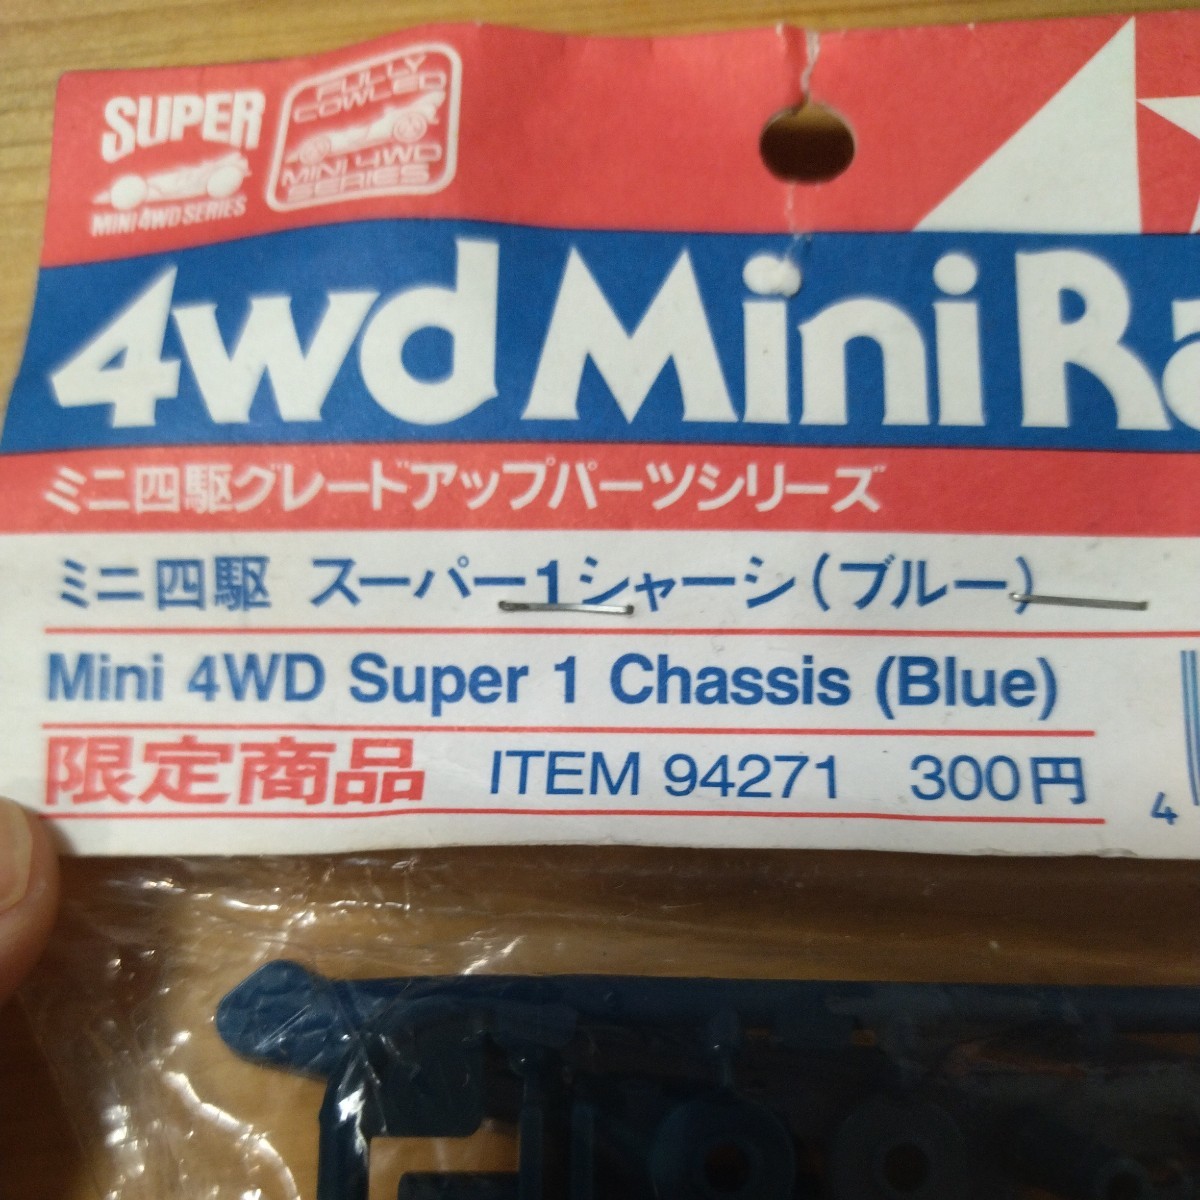 SUPER
MINI 4WD SERIES
FULLY
COWLED
MINI 4WD
SERIES
4wd Mini Ra
ミニ四駆グレードアップパーツシリーズ
ミニ四駆 スーパー1シャーシ(ブルー)
Mini 4WD Super 1 Chassis (Blue)
限定商品 ITEM 94271 300円
4